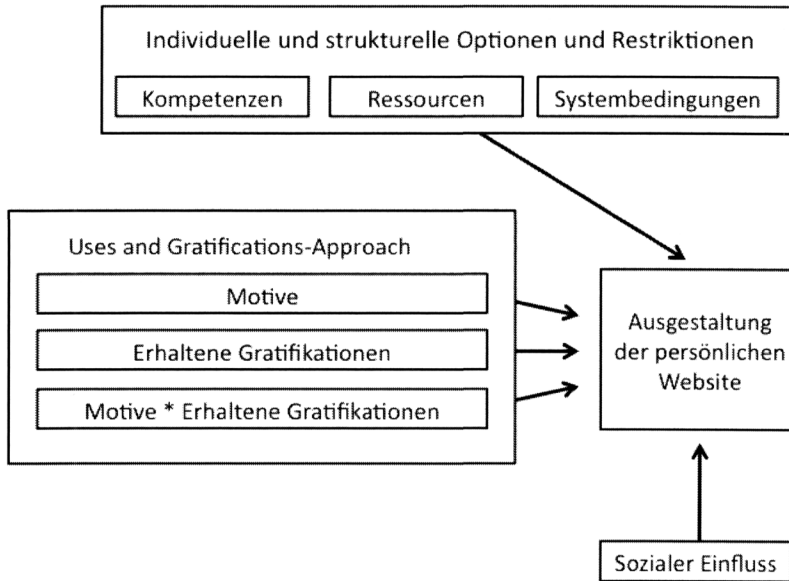 Individuelle und strukturelle Optionen und Restriktionen
Kompetenzen
Ressourcen
Systembedingungen
Uses and Gratifications-Approach
Motive
Erhaltene Gratifikationen
Motive * Erhaltene Gratifikationen
Ausgestaltung
der persönlichen
Website
Sozialer Einfluss